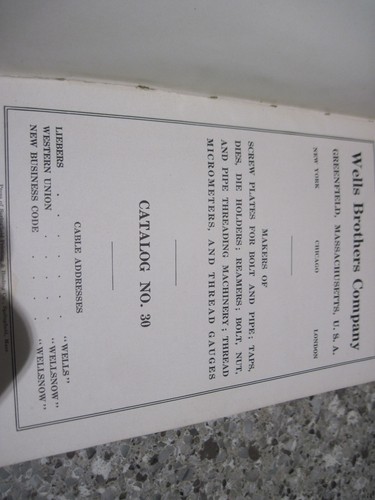 Wells Brothers Company
GREENFIELD, MASSACHUSETTS, U. S. A.
NEW YORK CHICAGO LONDON
MAKERS OF
SCREW PLATES FOR BOLT AND PIPE; TAPS,
DIES, DIE HOLDERS; REAMERS; BOLT, NUT,
AND PIPE THREADING MACHINERY; THREAD
MICROMETERS, AND THREAD GAUGES
CATALOG NO. 30
CABLE ADDRESSES
LIEBERS . . . . . . "WELLS"
WESTERN UNION . . . . . "WELLSNOW"
NEW BUSINESS CODE . . . . "WELLSNOW"